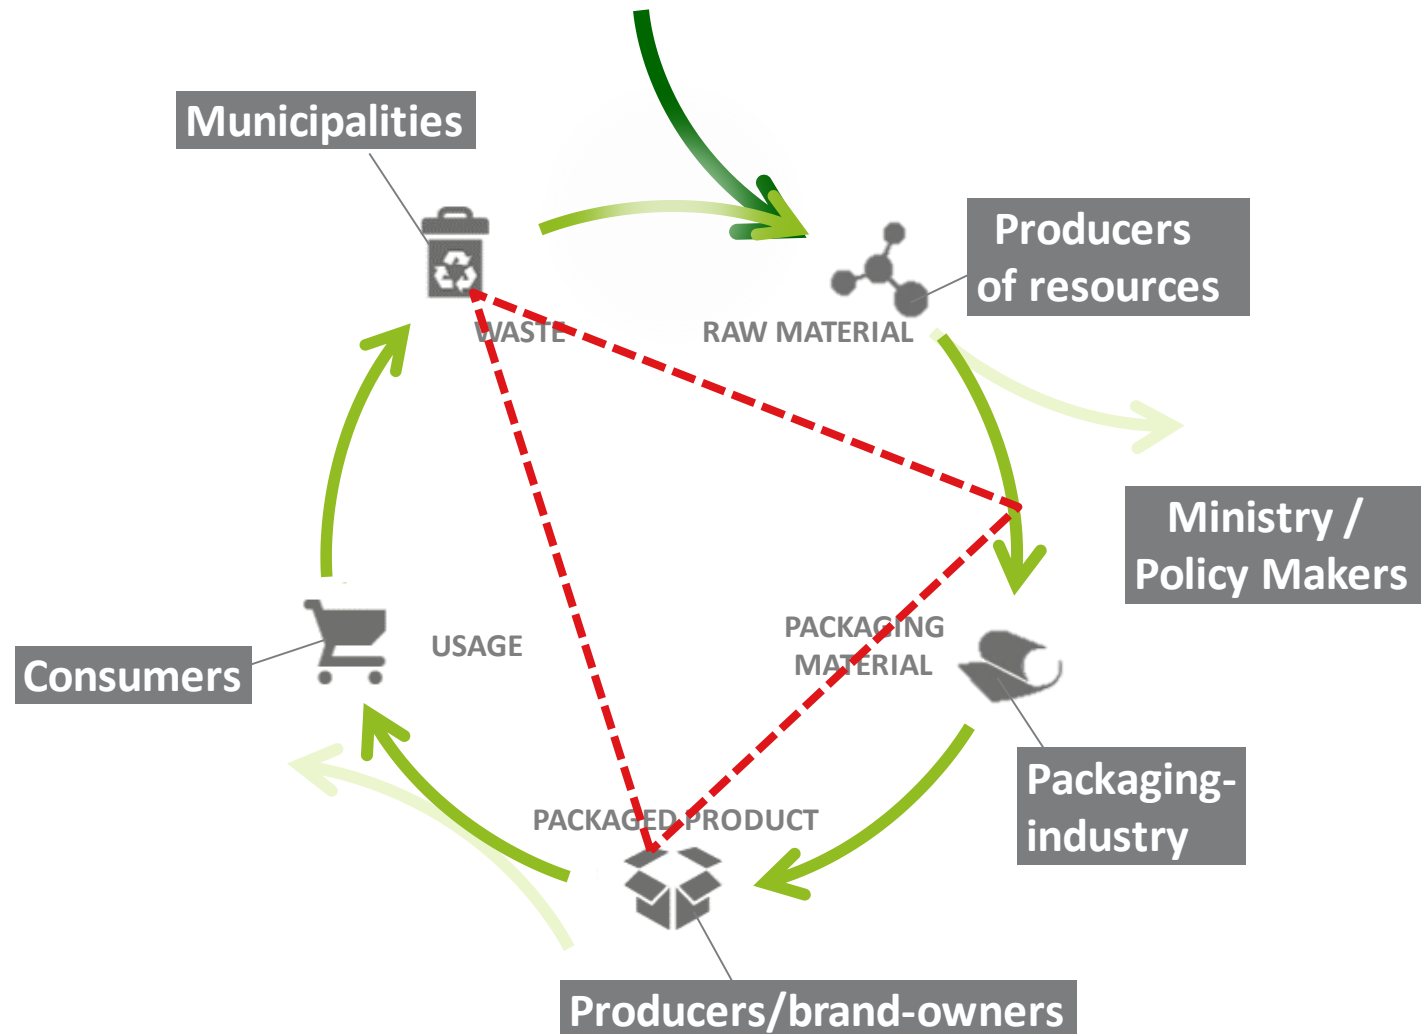 Municipalities
Producers
of resources
WASTE
RAW MATERIAL
Ministry /
Policy Makers
PACKAGING
MATERIAL
USAGE
Consumers
Packaging-
industry
PACKAGED PRODUCT
Producers/brand-owners